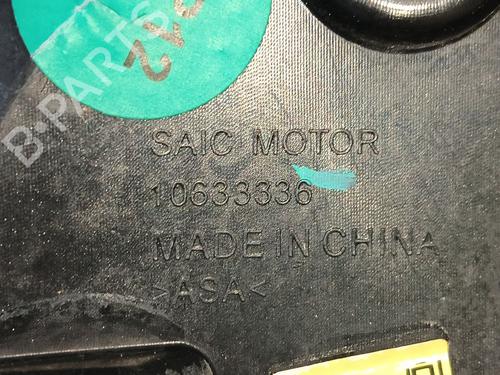 B-PARTS
SAIC MOTOR
10633336
MADE IN CHINA
>ASA<